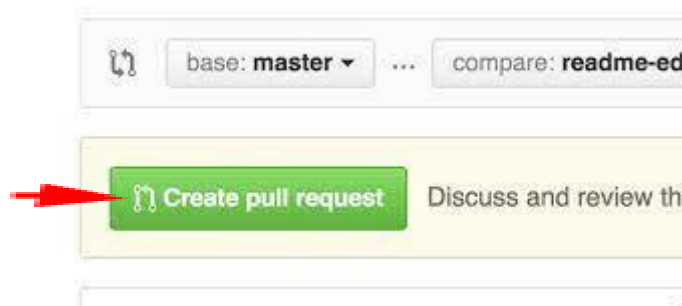 base: master ... compare: readme-ed
Create pull request Discuss and review th